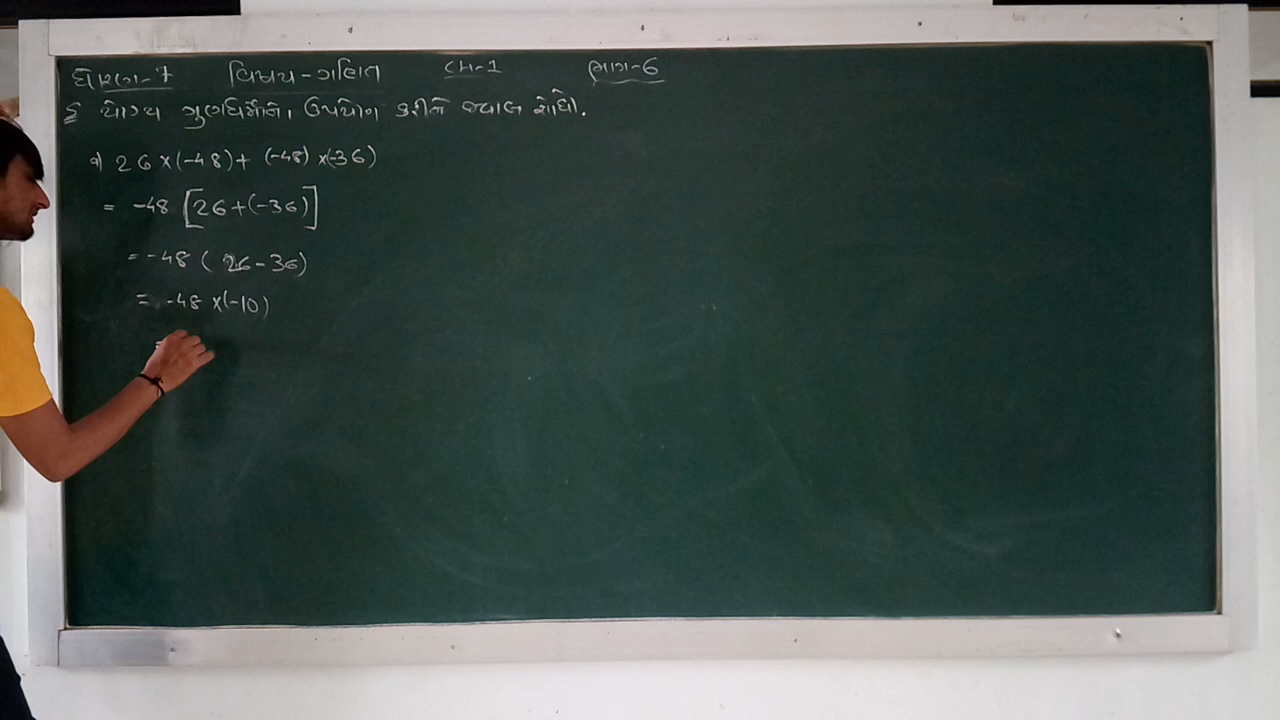 ધોરણ-7 વિષય-ગણિત CH-1 ભાગ-6
ઽ યોગ્ય ગુણધર્મોનો ઉપયોગ કરીને જવાબ શોધો.
૧) 26 x (-48) + (-48) x (-36)
= -48 [26+(-36)]
= -48 ( 26-36)
= -48 x (-10)
=